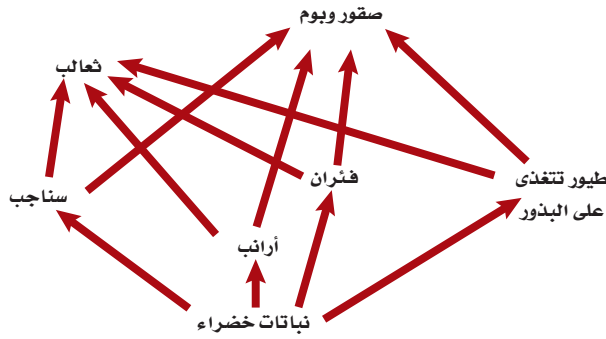 صقور وبوم
ثعالب
طيور تتغذى
على البذور
فئران
سناجب
أرانب
نباتات خضراء